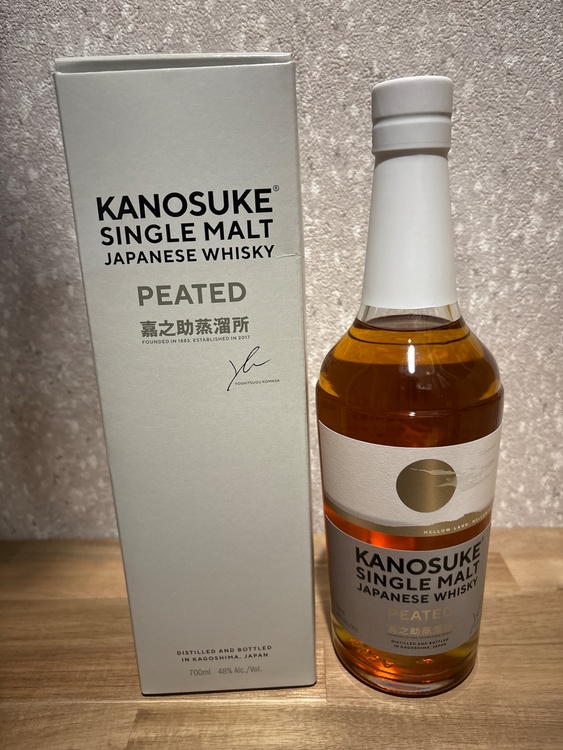 KANOSUKE®
SINGLE MALT
JAPANESE WHISKY
PEATED
嘉之助蒸溜所
FOUNDED IN 1883, ESTABLISHED IN 2017
YOSHITSUGU KOMASA
DISTILLED AND BOTTLED
IN KAGOSHIMA, JAPAN
700ml 48% Alc./Vol.
MELLOW LAND, MELLOW
KANOSUKE
SINGLE MALT
JAPANESE WHISKY
PEATED
嘉之助蒸溜所
DISTILLED AND BOTTLED
IN KAGOSHIMA, JAPAN